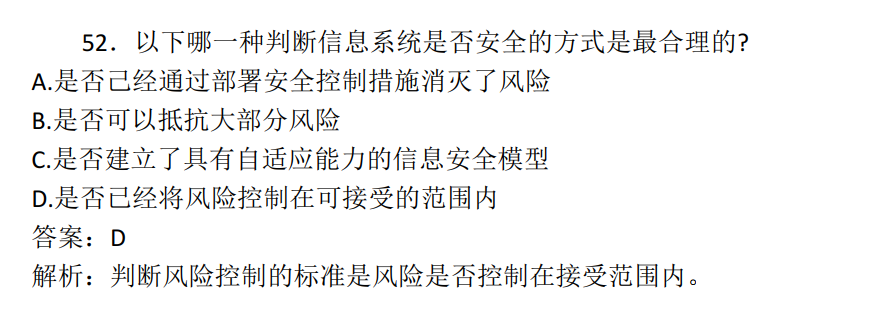 52．以下哪一种判断信息系统是否安全的方式是最合理的?
A.是否己经通过部署安全控制措施消灭了风险
B.是否可以抵抗大部分风险
C.是否建立了具有自适应能力的信息安全模型
D.是否已经将风险控制在可接受的范围内
答案：D
解析：判断风险控制的标准是风险是否控制在接受范围内。